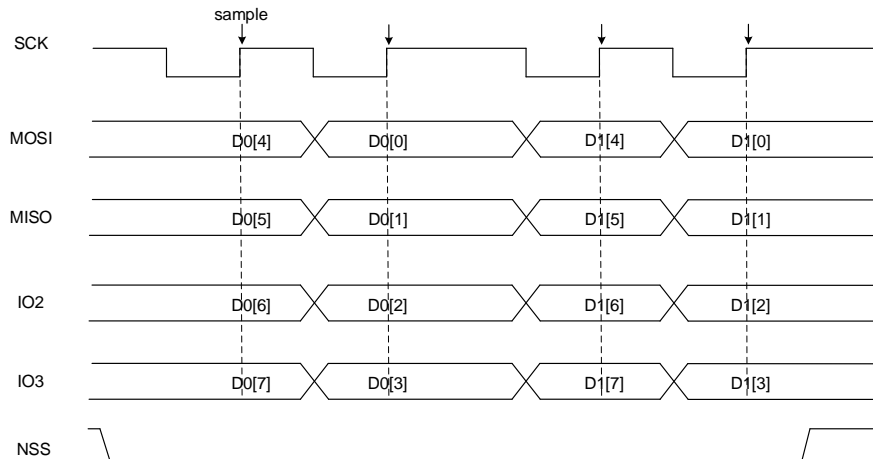 sample
SCK
MOSI D0[4] D0[0] D1[4] D1[0]
MISO D0[5] D0[1] D1[5] D1[1]
IO2 D0[6] D0[2] D1[6] D1[2]
IO3 D0[7] D0[3] D1[7] D1[3]
NSS